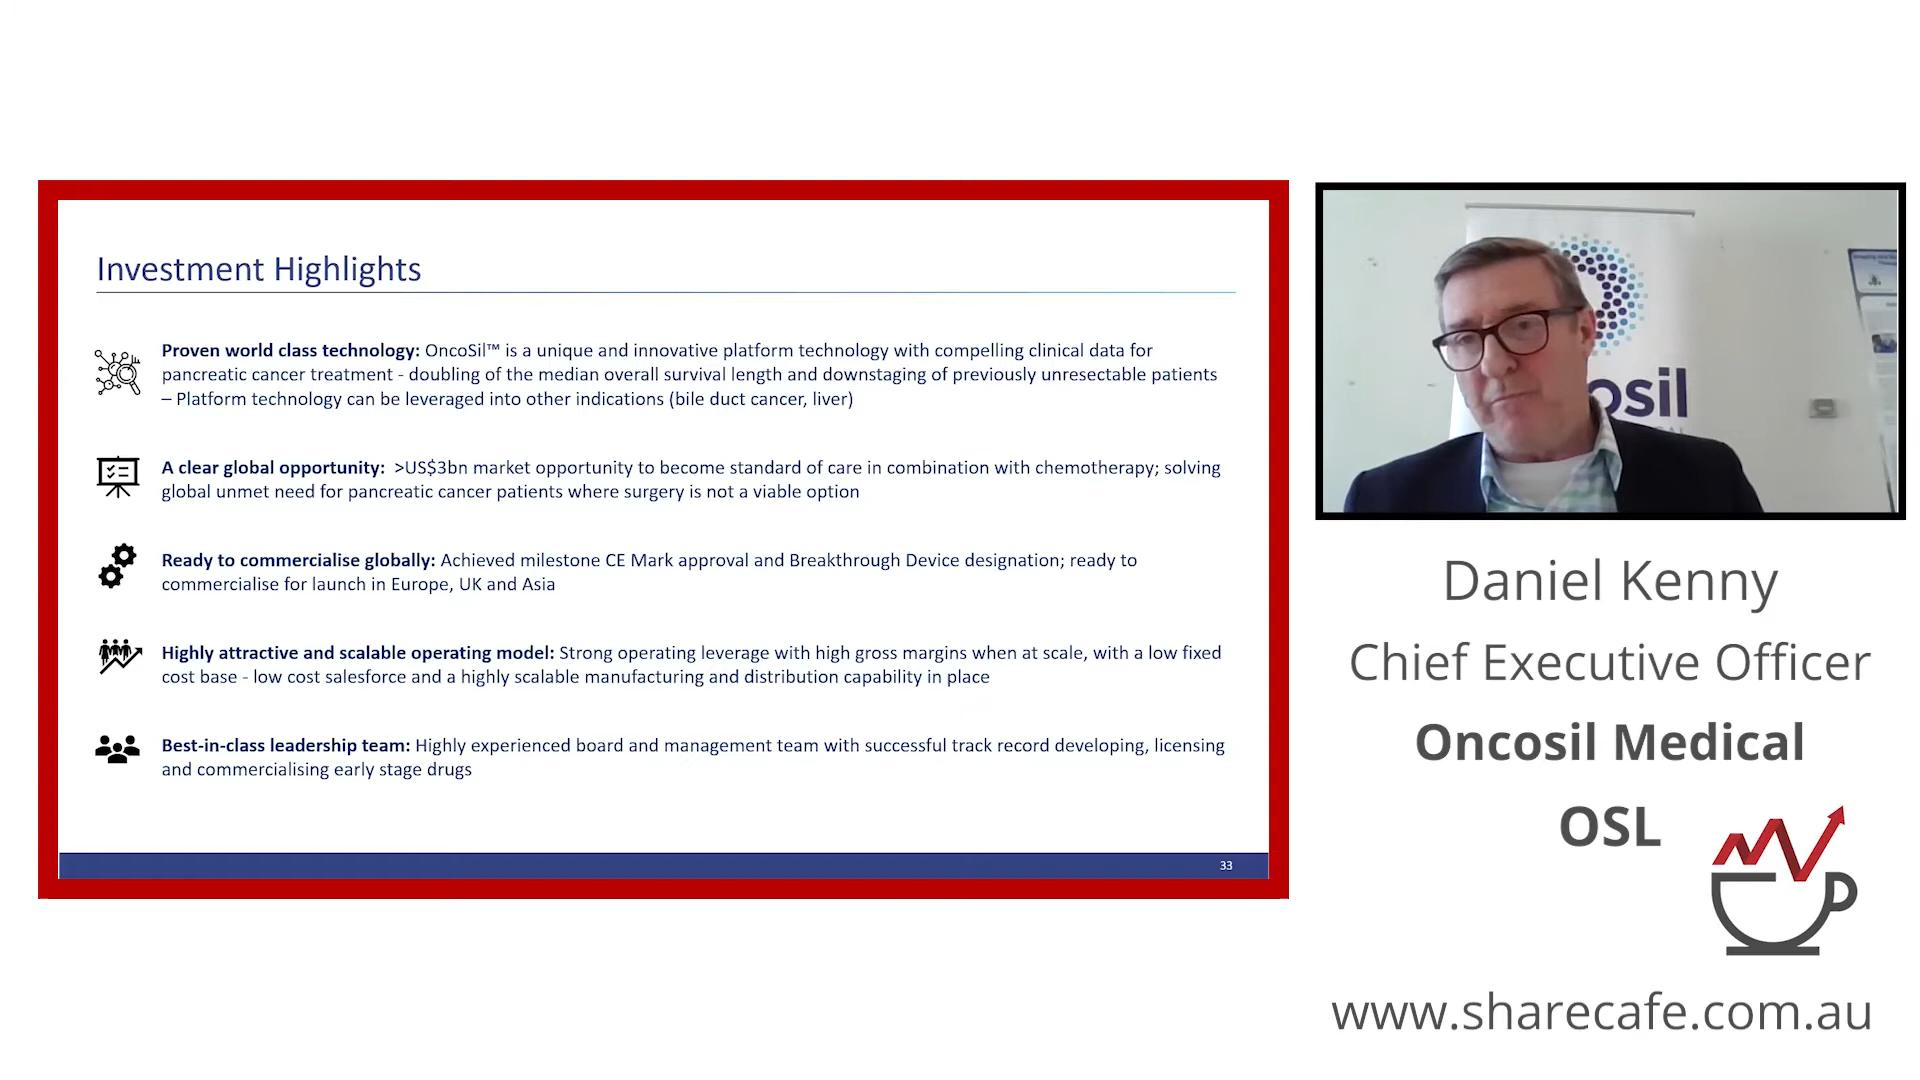 Investment Highlights
Proven world class technology: OncoSil™ is a unique and innovative platform technology with compelling clinical data for
pancreatic cancer treatment - doubling of the median overall survival length and downstaging of previously unresectable patients
– Platform technology can be leveraged into other indications (bile duct cancer, liver)
A clear global opportunity: >US$3bn market opportunity to become standard of care in combination with chemotherapy; solving
global unmet need for pancreatic cancer patients where surgery is not a viable option
Ready to commercialise globally: Achieved milestone CE Mark approval and Breakthrough Device designation; ready to
commercialise for launch in Europe, UK and Asia
Highly attractive and scalable operating model: Strong operating leverage with high gross margins when at scale, with a low fixed
cost base - low cost salesforce and a highly scalable manufacturing and distribution capability in place
Best-in-class leadership team: Highly experienced board and management team with successful track record developing, licensing
and commercialising early stage drugs
33
osil
Daniel Kenny
Chief Executive Officer
Oncosil Medical
OSL
www.sharecafe.com.au